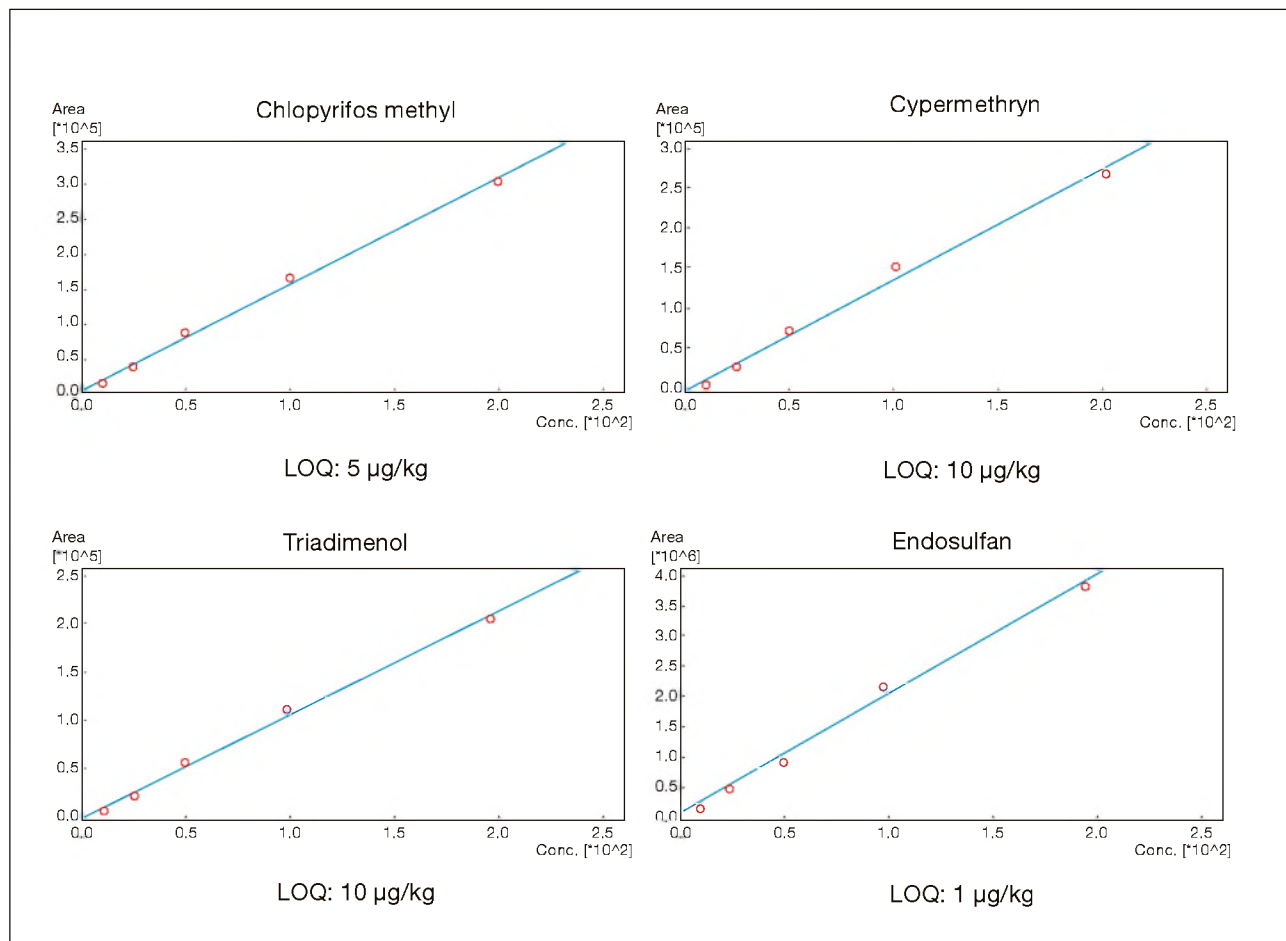 Chlopyrifos methyl
Area
[*10^5]
3.5
3.0
2.5
2.0
1.5
1.0
0.5
0.0
0.0 0.5 1.0 1.5 2.0 2.5
Conc. [*10^2]
LOQ: 5 µg/kg
Cypermethryn
Area
[*10^5]
3.0
2.5
2.0
1.5
1.0
0.5
0.0
0.0 0.5 1.0 1.5 2.0 2.5
Conc. [*10^2]
LOQ: 10 µg/kg
Triadimenol
Area
[*10^5]
2.5
2.0
1.5
1.0
0.5
0.0
0.0 0.5 1.0 1.5 2.0 2.5
Conc. [*10^2]
LOQ: 10 µg/kg
Endosulfan
Area
[*10^6]
4.0
3.5
3.0
2.5
2.0
1.5
1.0
0.5
0.0
0.0 0.5 1.0 1.5 2.0 2.5
Conc. [*10^2]
LOQ: 1 µg/kg